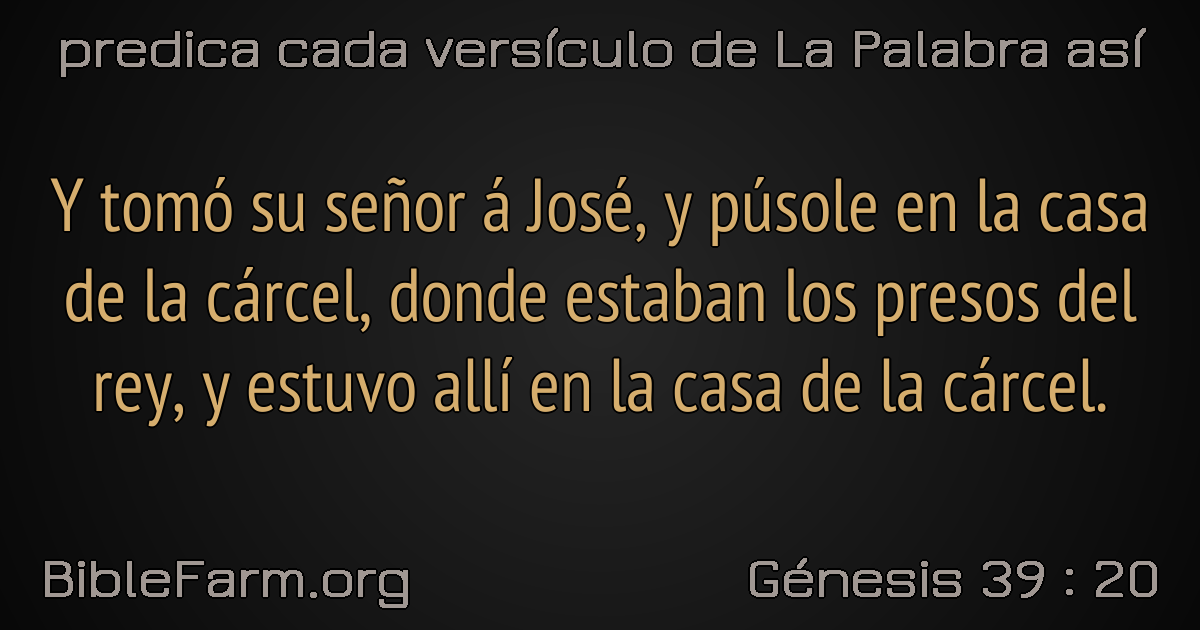 predica cada versículo de La Palabra así
Y tomó su señor á José, y púsole en la casa
de la cárcel, donde estaban los presos del
rey, y estuvo allí en la casa de la cárcel.
BibleFarm.org
Génesis 39 : 20